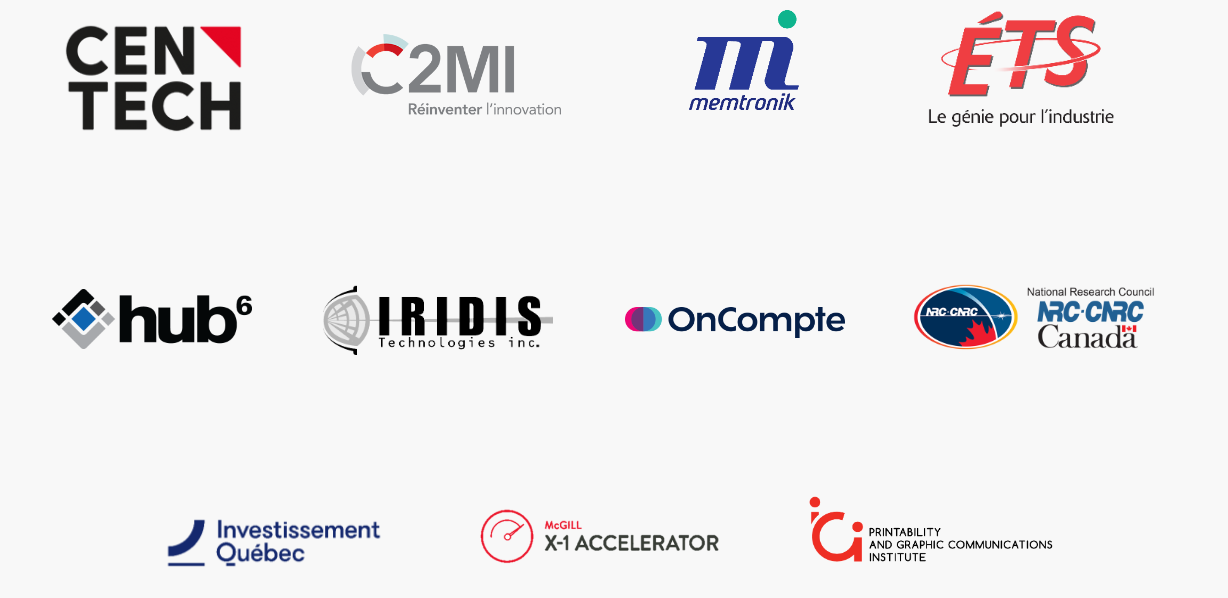 CEN
TECH
C2MI
Réinventer l'innovation
m
memtronik
ÉTS
Le génie pour l'industrie
hub6
IRIDIS
Technologies inc.
OnCompte
NRC·CNRC
National Research Council
NRC·CNRC
Canada
Investissement
Québec
McGILL
X-1 ACCELERATOR
PRINTABILITY
AND GRAPHIC COMMUNICATIONS
INSTITUTE